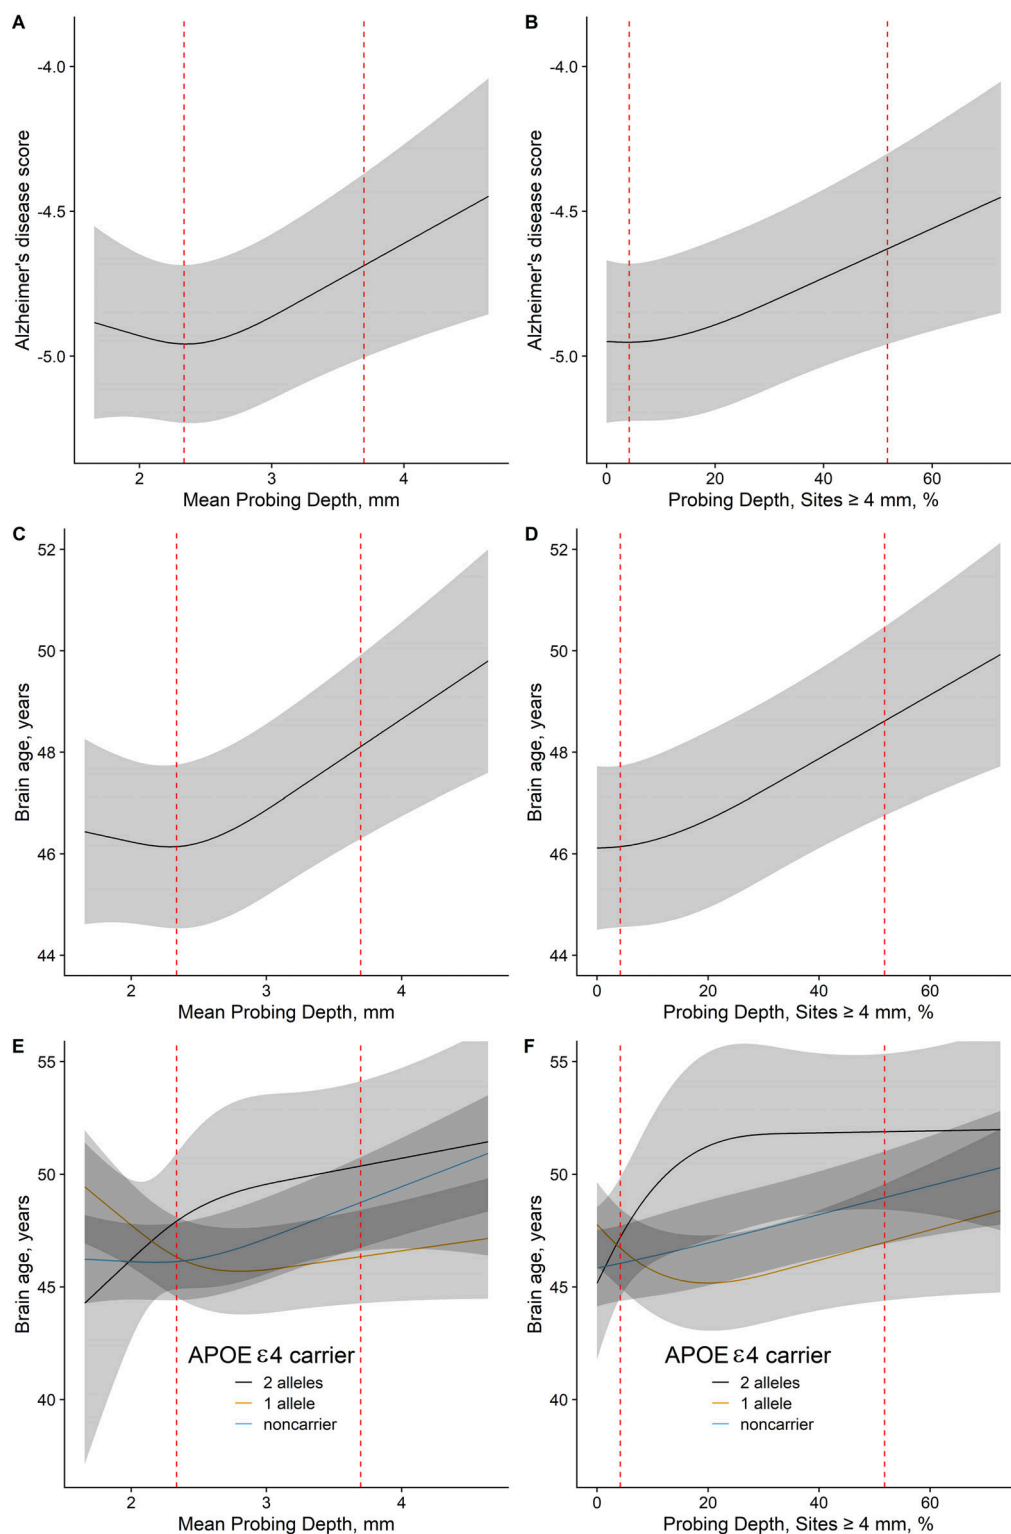 A
-4.0
-4.5
-5.0
Alzheimer's disease score
2 3 4
Mean Probing Depth, mm
B
-4.0
-4.5
-5.0
Alzheimer's disease score
0 20 40 60
Probing Depth, Sites ≥ 4 mm, %
C
52
50
48
46
44
Brain age, years
2 3 4
Mean Probing Depth, mm
D
52
50
48
46
44
Brain age, years
0 20 40 60
Probing Depth, Sites ≥ 4 mm, %
E
55
50
45
40
Brain age, years
APOE ε4 carrier
2 alleles
1 allele
noncarrier
2 3 4
Mean Probing Depth, mm
F
55
50
45
40
Brain age, years
APOE ε4 carrier
2 alleles
1 allele
noncarrier
0 20 40 60
Probing Depth, Sites ≥ 4 mm, %